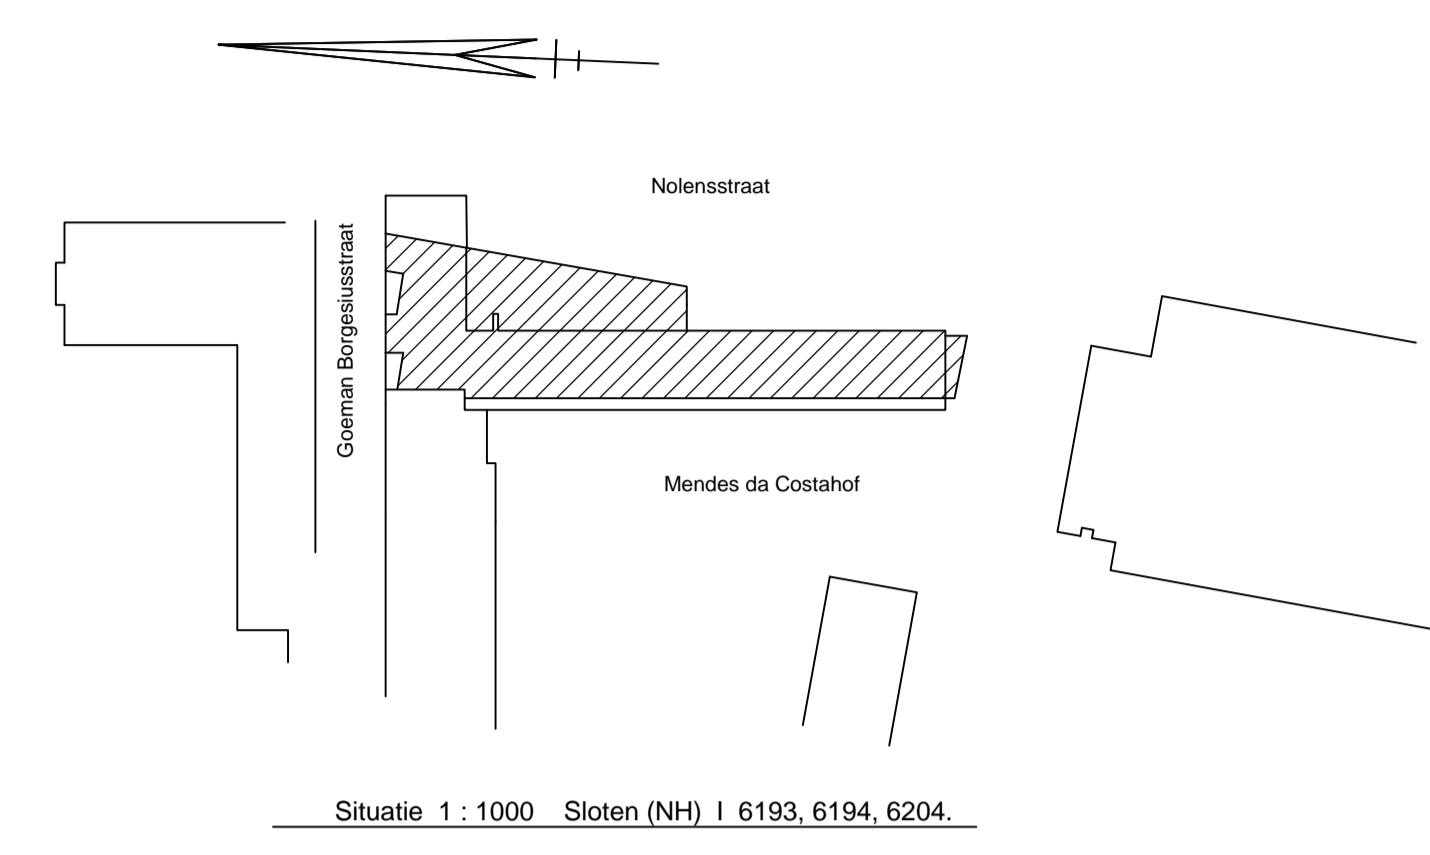 Nolensstraat
Goeman Borgesiusstraat
Mendes da Costahof
Situatie 1 : 1000 Sloten (NH) I 6193, 6194, 6204.